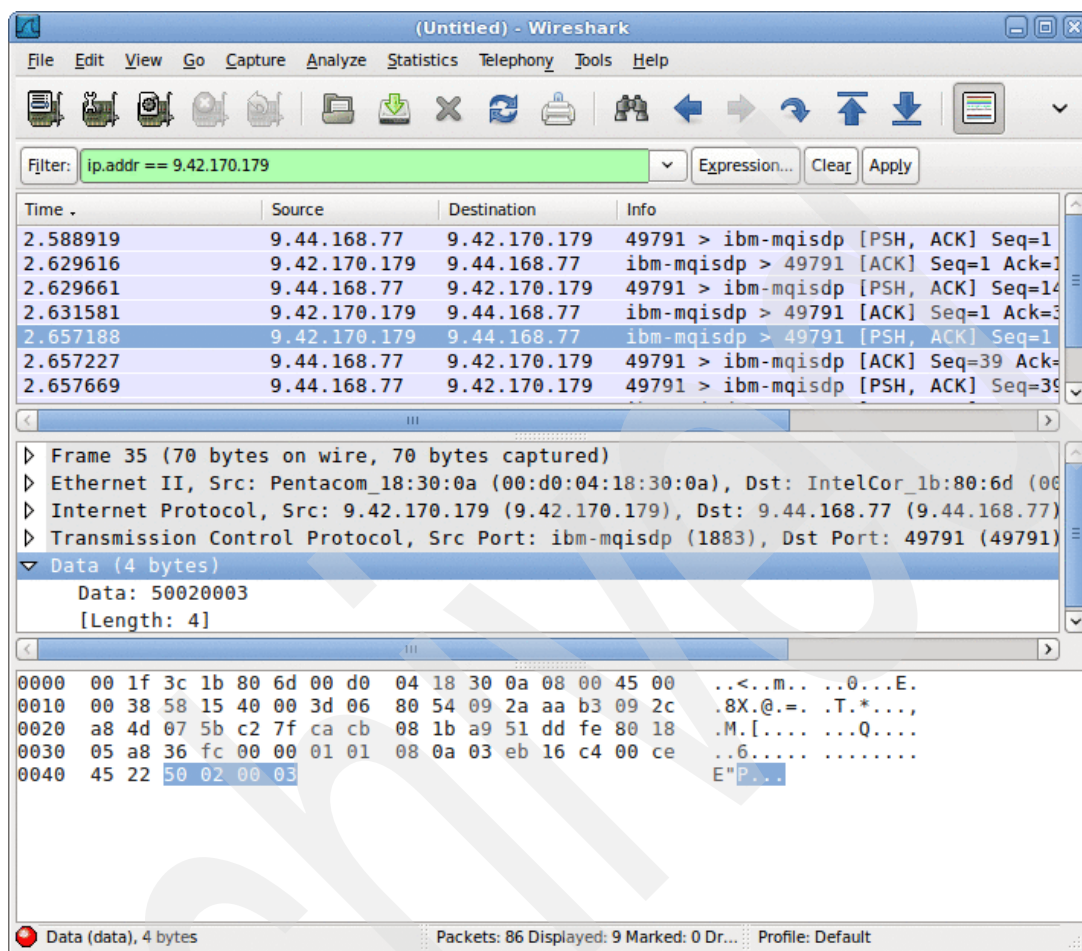 (Untitled) - Wireshark
File Edit View Go Capture Analyze Statistics Telephony Tools Help
Filter: ip.addr == 9.42.170.179 Expression... Clear Apply
Time Source Destination Info
2.588919 9.44.168.77 9.42.170.179 49791 > ibm-mqisdp [PSH, ACK] Seq=1
2.629616 9.42.170.179 9.44.168.77 ibm-mqisdp > 49791 [ACK] Seq=1 Ack=1
2.629661 9.44.168.77 9.42.170.179 49791 > ibm-mqisdp [PSH, ACK] Seq=14
2.631581 9.42.170.179 9.44.168.77 ibm-mqisdp > 49791 [ACK] Seq=1 Ack=3
2.657188 9.42.170.179 9.44.168.77 ibm-mqisdp > 49791 [PSH, ACK] Seq=1
2.657227 9.44.168.77 9.42.170.179 49791 > ibm-mqisdp [ACK] Seq=39 Ack=
2.657669 9.44.168.77 9.42.170.179 49791 > ibm-mqisdp [PSH, ACK] Seq=39
Frame 35 (70 bytes on wire, 70 bytes captured)
Ethernet II, Src: Pentacom_18:30:0a (00:d0:04:18:30:0a), Dst: IntelCor_1b:80:6d (00
Internet Protocol, Src: 9.42.170.179 (9.42.170.179), Dst: 9.44.168.77 (9.44.168.77)
Transmission Control Protocol, Src Port: ibm-mqisdp (1883), Dst Port: 49791 (49791)
Data (4 bytes)
Data: 50020003
[Length: 4]
0000 00 1f 3c 1b 80 6d 00 d0 04 18 30 0a 08 00 45 00 ..<..m.. ..0...E.
0010 00 38 58 15 40 00 3d 06 80 54 09 2a aa b3 09 2c .8X.@.=. .T.*...,
0020 a8 4d 07 5b c2 7f ca cb 08 1b a9 51 dd fe 80 18 .M.[.... ...Q....
0030 05 a8 36 fc 00 00 01 01 08 0a 03 eb 16 c4 00 ce ..6..... ........
0040 45 22 50 02 00 03 E"P...
Data (data), 4 bytes Packets: 86 Displayed: 9 Marked: 0 Dr... Profile: Default